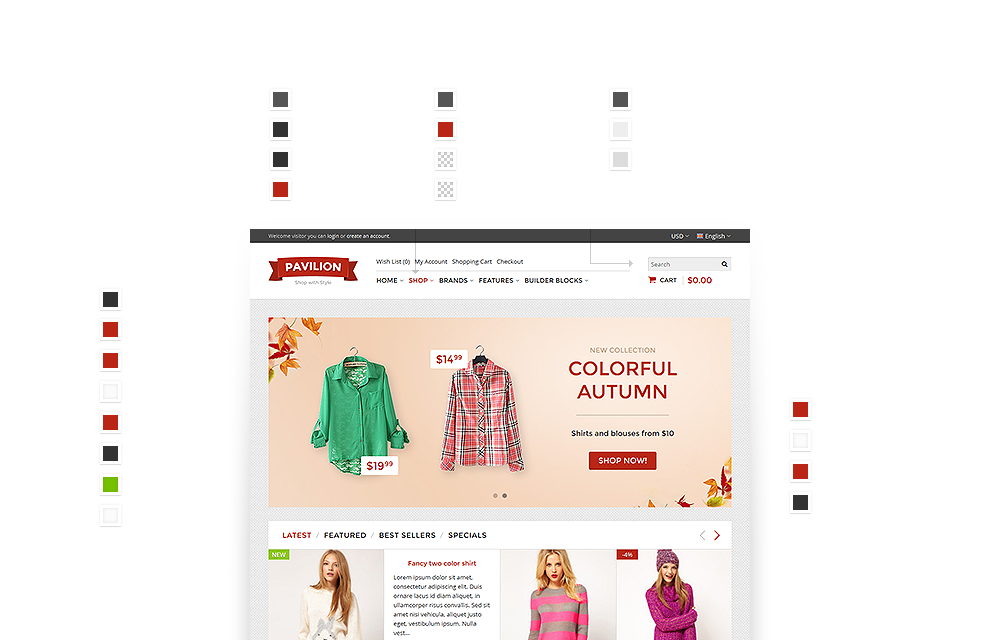 Welcome visitor you can login or create an account.
USD
English
PAVILION
Shop with Style
Wish List (0) My Account Shopping Cart Checkout
Search
HOME SHOP BRANDS FEATURES BUILDER BLOCKS
CART $0.00
NEW COLLECTION
COLORFUL
AUTUMN
Shirts and blouses from $10
SHOP NOW!
$14.99
$19.99
LATEST / FEATURED / BEST SELLERS / SPECIALS
NEW
-4%
Fancy two color shirt
Lorem ipsum dolor sit amet,
consectetur adipiscing elit. Duis
ornare lacus id diam aliquet, in
ullamcorper risus convallis. Sed sit
amet nisi vehicula, aliquet justo
eget, vestibulum ipsum. Nulla
vest...